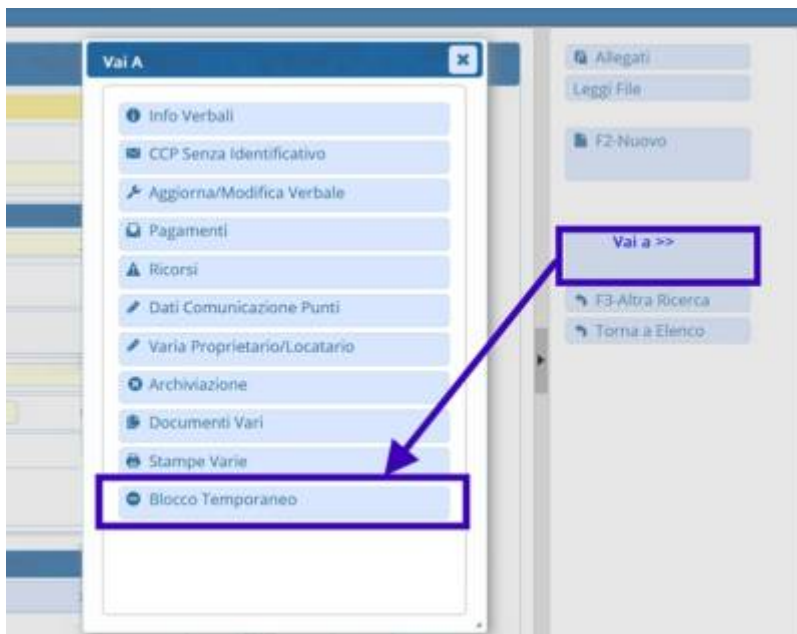 Vai A
Info Verbali
CCP Senza Identificativo
Aggiorna/Modifica Verbale
Pagamenti
Ricorsi
Dati Comunicazione Punti
Varia Proprietario/Locatario
Archiviazione
Documenti Vari
Stampe Varie
Blocco Temporaneo
Allegati
Leggi File
F2-Nuovo
Vai a >>
F3-Altra Ricerca
Torna a Elenco